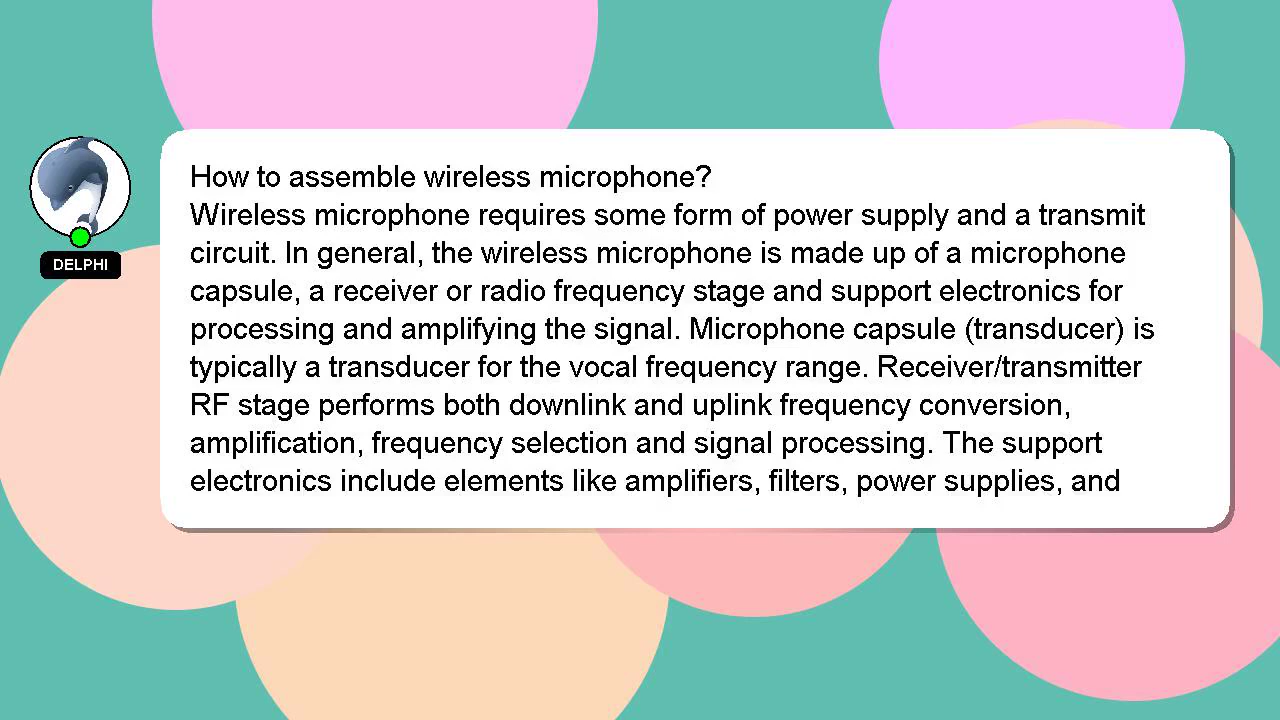 How to assemble wireless microphone?
Wireless microphone requires some form of power supply and a transmit
circuit. In general, the wireless microphone is made up of a microphone
capsule, a receiver or radio frequency stage and support electronics for
processing and amplifying the signal. Microphone capsule (transducer) is
typically a transducer for the vocal frequency range. Receiver/transmitter
RF stage performs both downlink and uplink frequency conversion,
amplification, frequency selection and signal processing. The support
electronics include elements like amplifiers, filters, power supplies, and
DELPHI